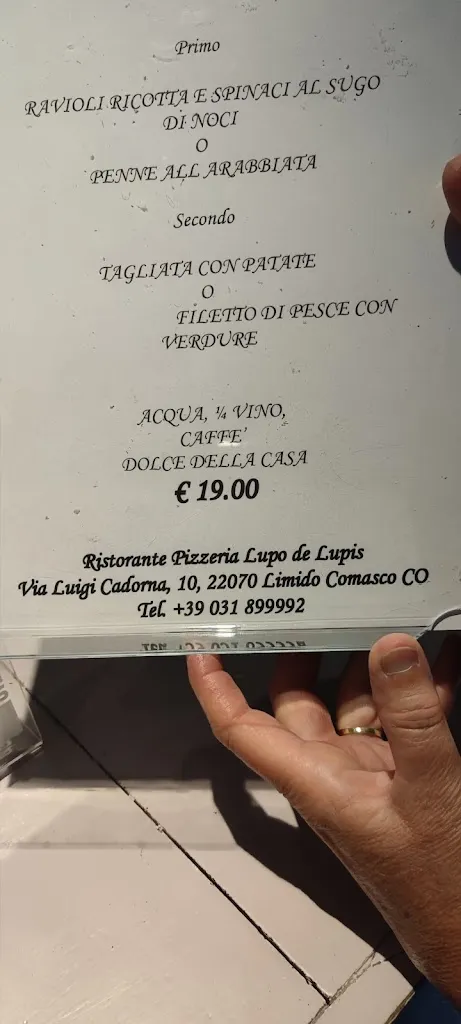 Primo
RAVIOLI RICOTTA E SPINACI AL SUGO
DI NOCI
O
PENNE ALL ARABBIATA
Secondo
TAGLIATA CON PATATE
O
FILETTO DI PESCE CON
VERDURE
ACQUA, ¼ VINO,
CAFFE'
DOLCE DELLA CASA
€ 19.00
Ristorante Pizzeria Lupo de Lupis
Via Luigi Cadorna, 10, 22070 Limido Comasco CO
Tel. +39 031 899992